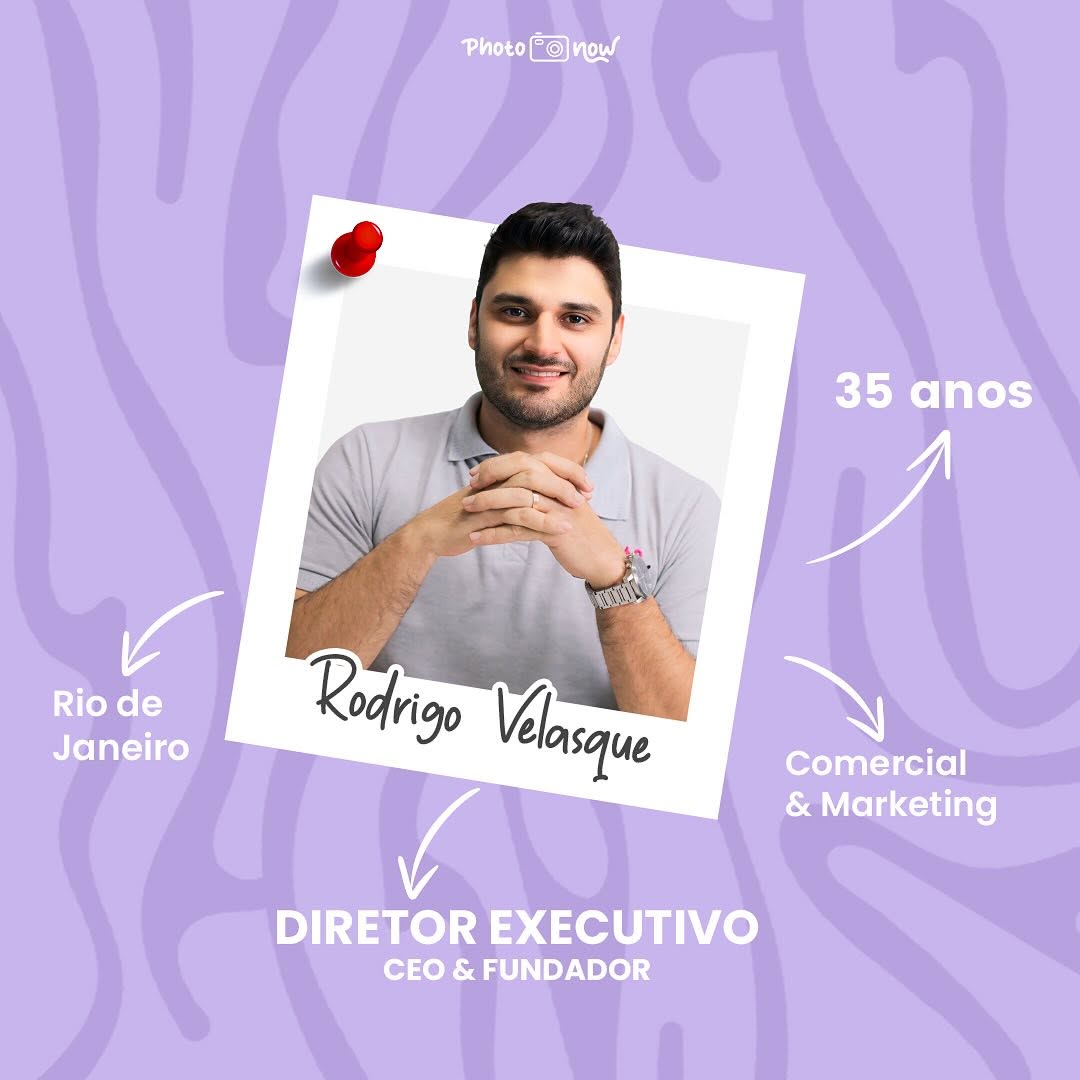 Photo now
35 anos
Rio de
Janeiro
Rodrigo Velasque
Comercial
& Marketing
DIRETOR EXECUTIVO
CEO & FUNDADOR